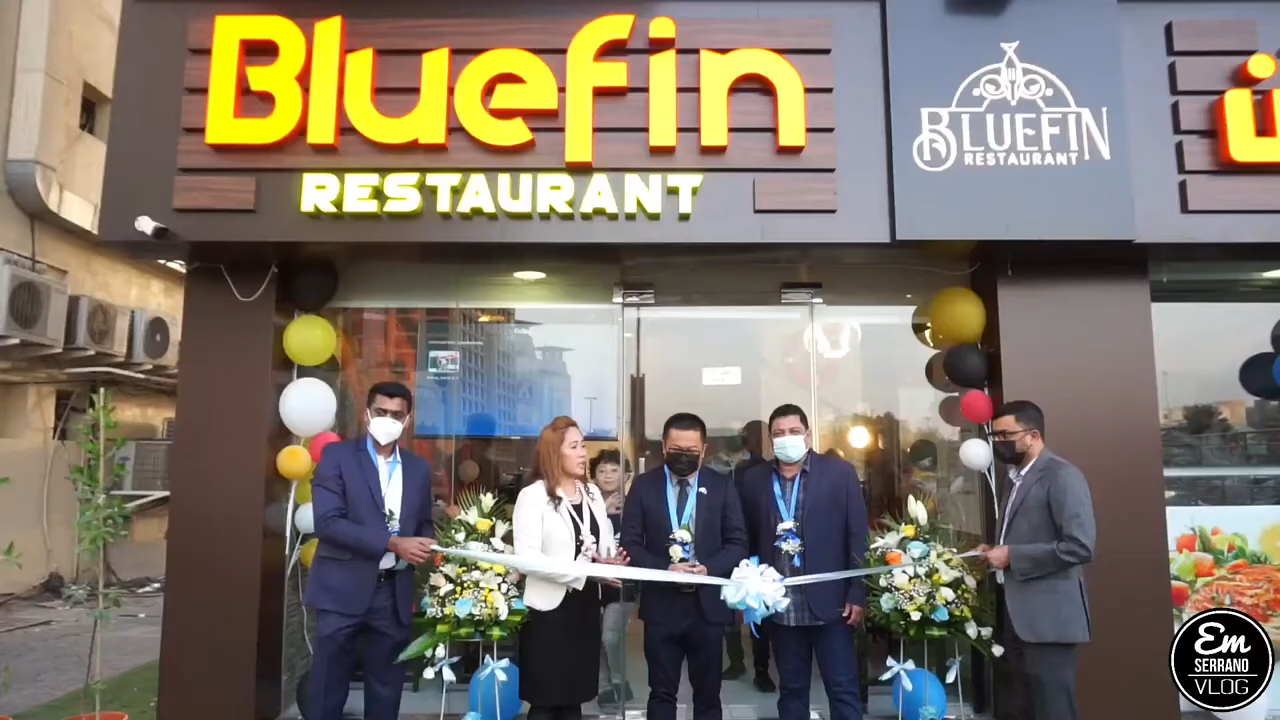 Bluefin
RESTAURANT
BLUEFIN
RESTAURANT
Em
SERRANO
VLOG